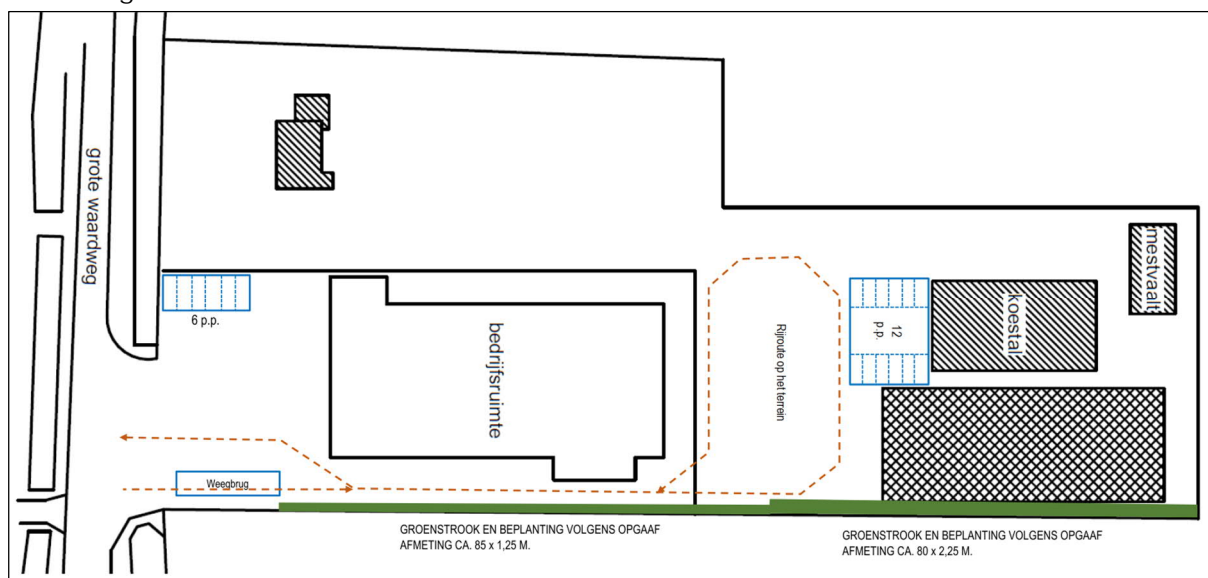 grote waardweg
6 p.p.
bedrijfsruimte
Rijroute op het terrein
12
p.p.
koestal
mestvaalt
Weegbrug
GROENSTROOK EN BEPLANTING VOLGENS OPGAAF
AFMETING CA. 85 x 1,25 M.
GROENSTROOK EN BEPLANTING VOLGENS OPGAAF
AFMETING CA. 80 x 2,25 M.